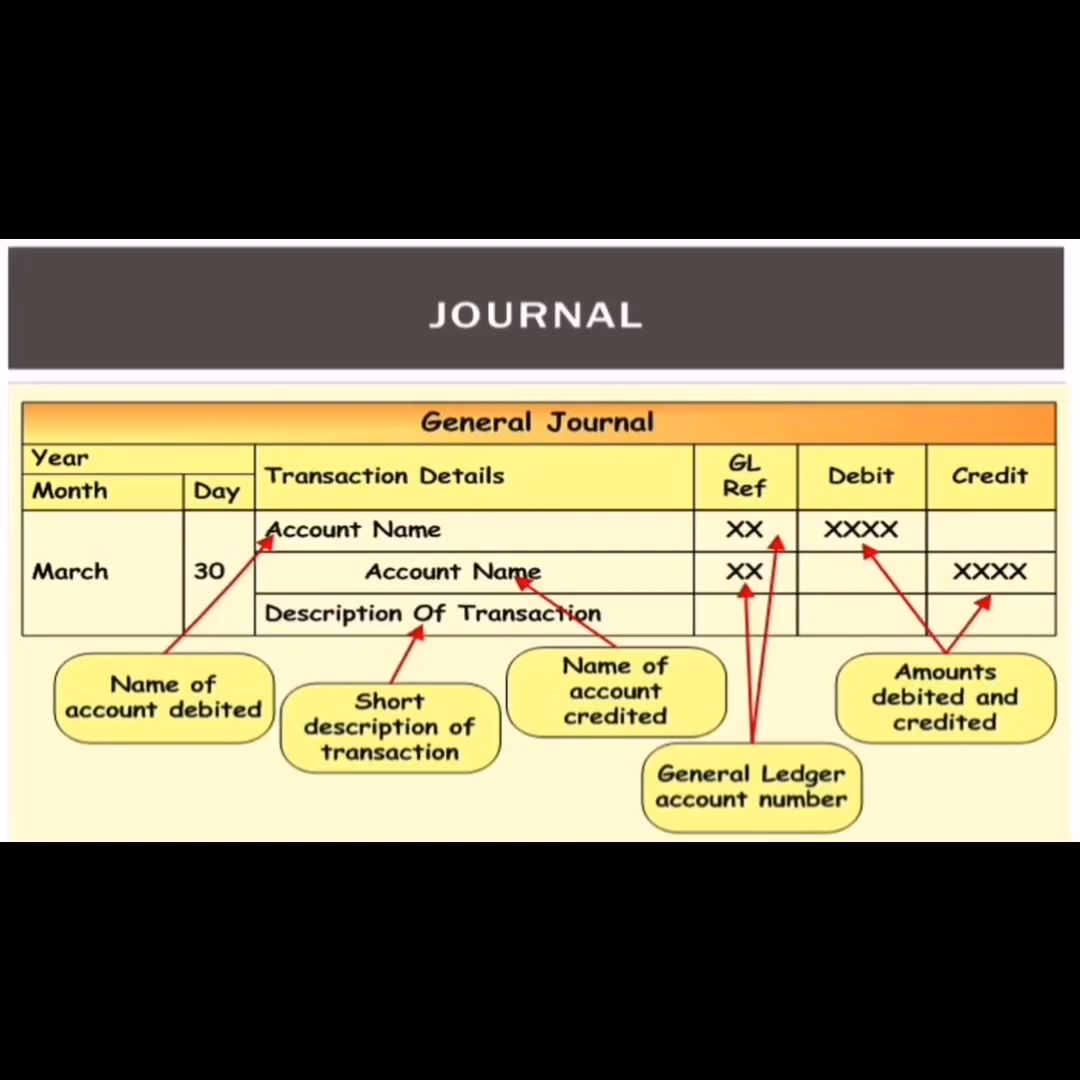 JOURNAL
General Journal
Year
Month
Day
Transaction Details
GL
Ref
Debit
Credit
March
30
Account Name
XX
XXXX
Account Name
XX
XXXX
Description Of Transaction
Name of
account debited
Short
description of
transaction
Name of
account
credited
General Ledger
account number
Amounts
debited and
credited